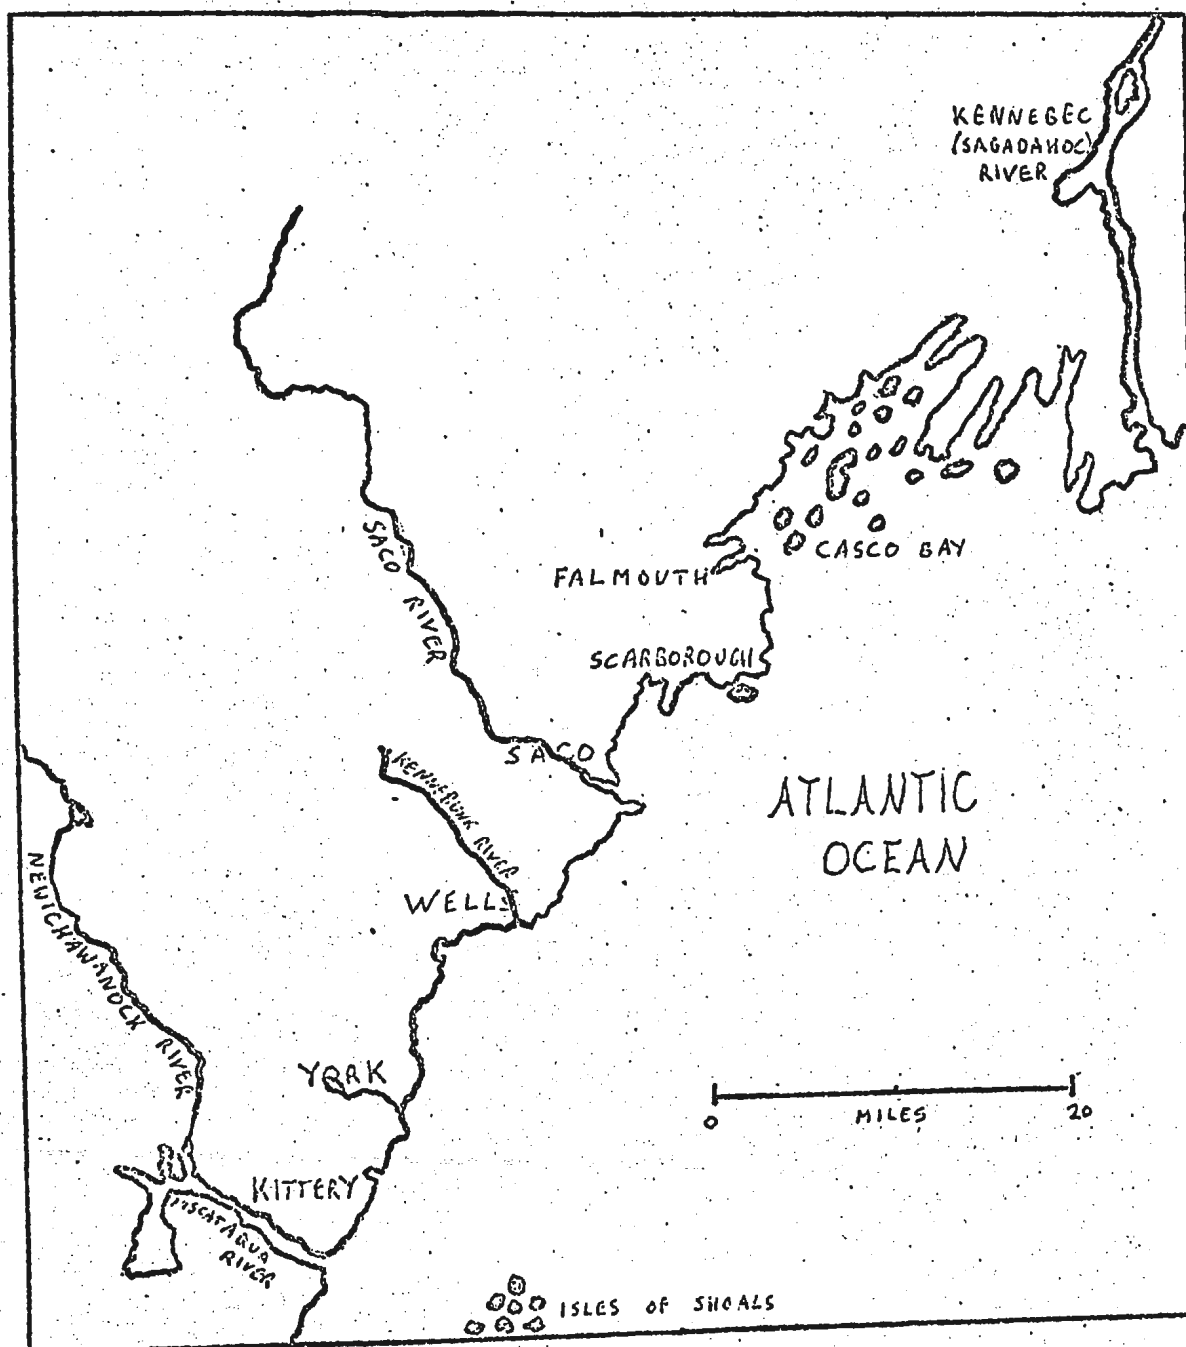 KENNEBEC
(SAGADAHOC)
RIVER
SACO
RIVER
CASCO BAY
FALMOUTH
SCARBOROUGH
SACO
KENNEBUNK RIVER
ATLANTIC
OCEAN
WELLS
NEWICHAWANOCK RIVER
YORK
0 MILES 20
KITTERY
PISCATAQUA
RIVER
ISLES OF SHOALS